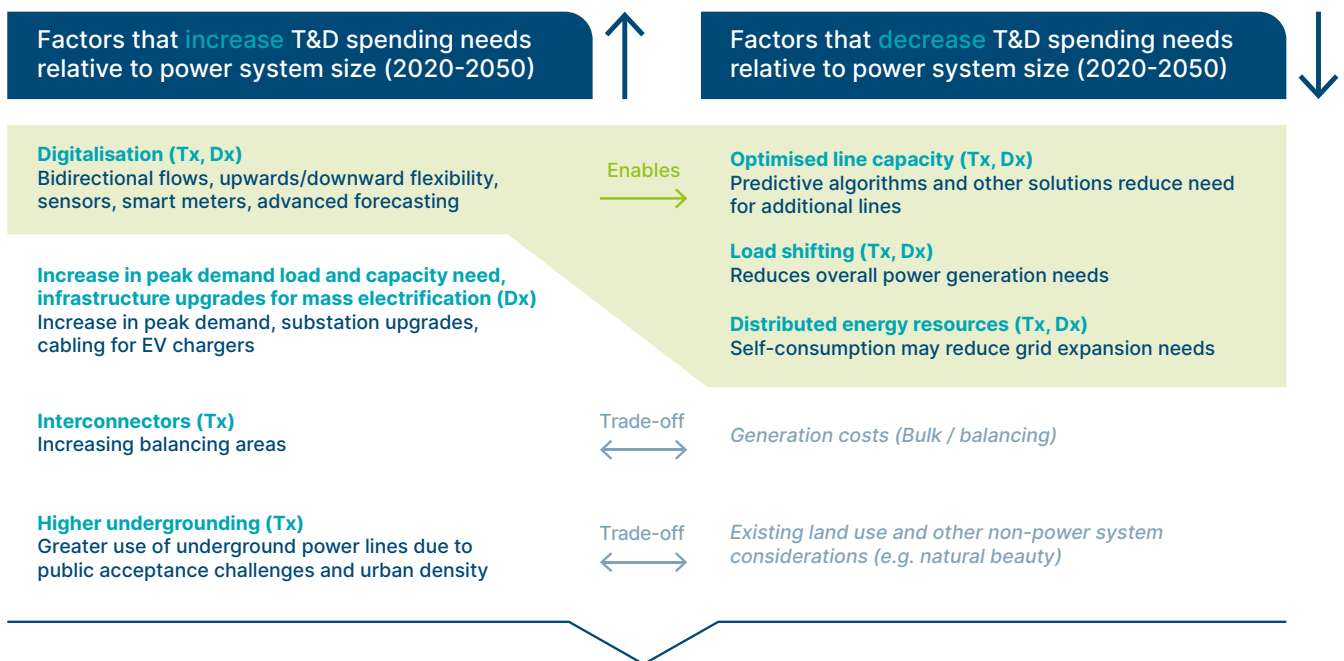 Factors that increase T&D spending needs
relative to power system size (2020-2050)
Factors that decrease T&D spending needs
relative to power system size (2020-2050)
Digitalisation (Tx, Dx)
Bidirectional flows, upwards/downward flexibility,
sensors, smart meters, advanced forecasting
Enables
Optimised line capacity (Tx, Dx)
Predictive algorithms and other solutions reduce need
for additional lines
Load shifting (Tx, Dx)
Reduces overall power generation needs
Increase in peak demand load and capacity need,
infrastructure upgrades for mass electrification (Dx)
Increase in peak demand, substation upgrades,
cabling for EV chargers
Distributed energy resources (Tx, Dx)
Self-consumption may reduce grid expansion needs
Interconnectors (Tx)
Increasing balancing areas
Trade-off
Generation costs (Bulk / balancing)
Higher undergrounding (Tx)
Greater use of underground power lines due to
public acceptance challenges and urban density
Trade-off
Existing land use and other non-power system
considerations (e.g. natural beauty)